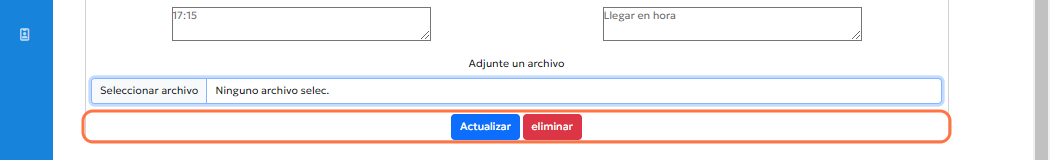 17:15
Llegar en hora
Adjunte un archivo
Seleccionar archivo Ninguno archivo selec.
Actualizar eliminar